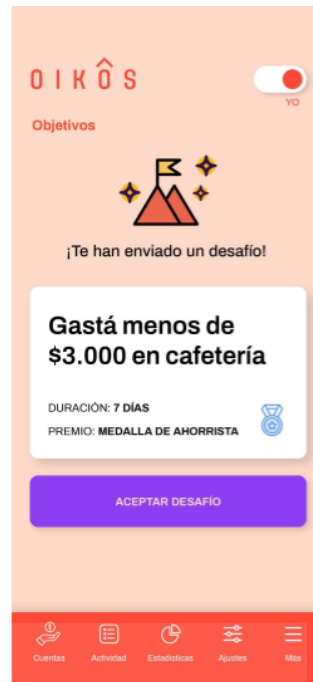 OIKÔS
YO
Objetivos
¡Te han enviado un desafío!
Gastá menos de
$3.000 en cafetería
DURACIÓN: 7 DÍAS
PREMIO: MEDALLA DE AHORRISTA
ACEPTAR DESAFÍO
Cuentas Actividad Estadísticas Ajustes Más